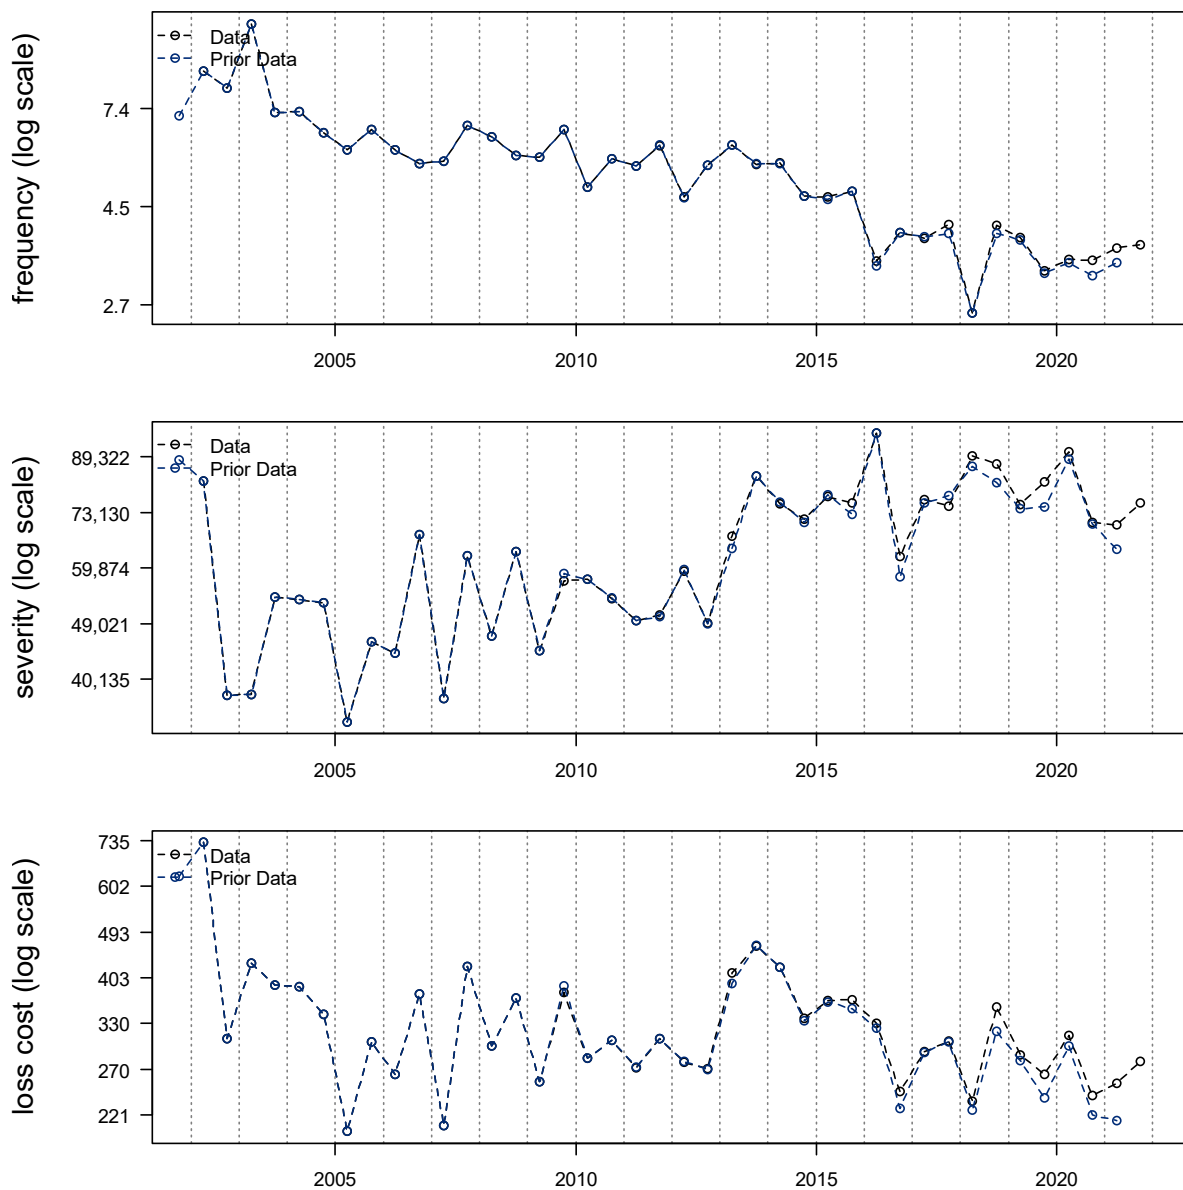 frequency (log scale)
Data
Prior Data
7.4
4.5
2.7
2005 2010 2015 2020
severity (log scale)
Data
Prior Data
89,322
73,130
59,874
49,021
40,135
2005 2010 2015 2020
loss cost (log scale)
Data
Prior Data
735
602
493
403
330
270
221
2005 2010 2015 2020